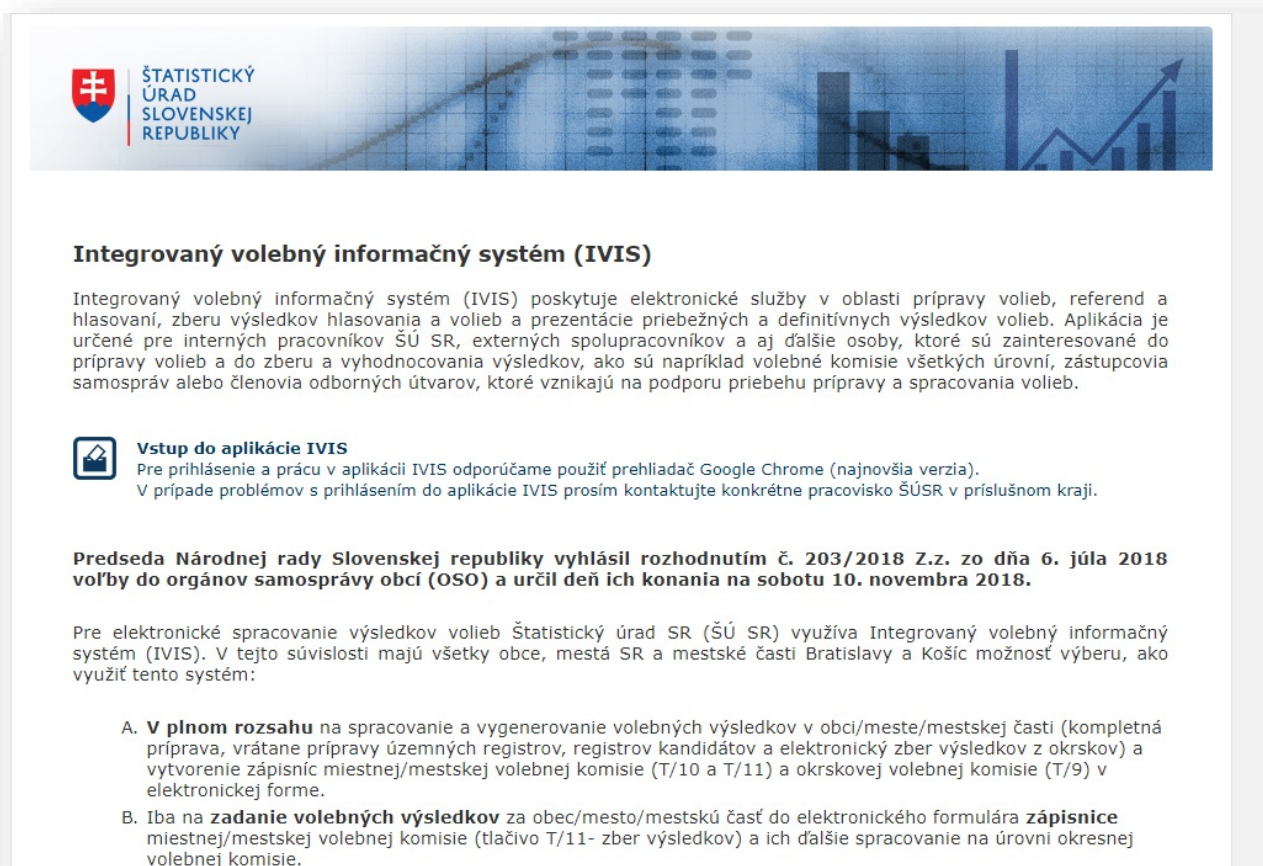 ŠTATISTICKÝ
ÚRAD
SLOVENSKEJ
REPUBLIKY
Integrovaný volebný informačný systém (IVIS)
Integrovaný volebný informačný systém (IVIS) poskytuje elektronické služby v oblasti prípravy volieb, referend a
hlasovaní, zberu výsledkov hlasovania a volieb a prezentácie priebežných a definitívnych výsledkov volieb. Aplikácia je
určené pre interných pracovníkov ŠÚ SR, externých spolupracovníkov a aj ďalšie osoby, ktoré sú zainteresované do
prípravy volieb a do zberu a vyhodnocovania výsledkov, ako sú napríklad volebné komisie všetkých úrovní, zástupcovia
samospráv alebo členovia odborných útvarov, ktoré vznikajú na podporu priebehu prípravy a spracovania volieb.
Vstup do aplikácie IVIS
Pre prihlásenie a prácu v aplikácii IVIS odporúčame použiť prehliadač Google Chrome (najnovšia verzia).
V prípade problémov s prihlásením do aplikácie IVIS prosím kontaktujte konkrétne pracovisko ŠÚSR v príslušnom kraji.
Predseda Národnej rady Slovenskej republiky vyhlásil rozhodnutím č. 203/2018 Z.z. zo dňa 6. júla 2018
voľby do orgánov samosprávy obcí (OSO) a určil deň ich konania na sobotu 10. novembra 2018.
Pre elektronické spracovanie výsledkov volieb Štatistický úrad SR (ŠÚ SR) využíva Integrovaný volebný informačný
systém (IVIS). V tejto súvislosti majú všetky obce, mestá SR a mestské časti Bratislavy a Košíc možnosť výberu, ako
využiť tento systém:
A. V plnom rozsahu na spracovanie a vygenerovanie volebných výsledkov v obci/meste/mestskej časti (kompletná
príprava, vrátane prípravy územných registrov, registrov kandidátov a elektronický zber výsledkov z okrskov) a
vytvorenie zápisníc miestnej/mestskej volebnej komisie (T/10 a T/11) a okrskovej volebnej komisie (T/9) v
elektronickej forme.
B. Iba na zadanie volebných výsledkov za obec/mesto/mestskú časť do elektronického formulára zápisnice
miestnej/mestskej volebnej komisie (tlačivo T/11- zber výsledkov) a ich ďalšie spracovanie na úrovni okresnej
volebnej komisie.